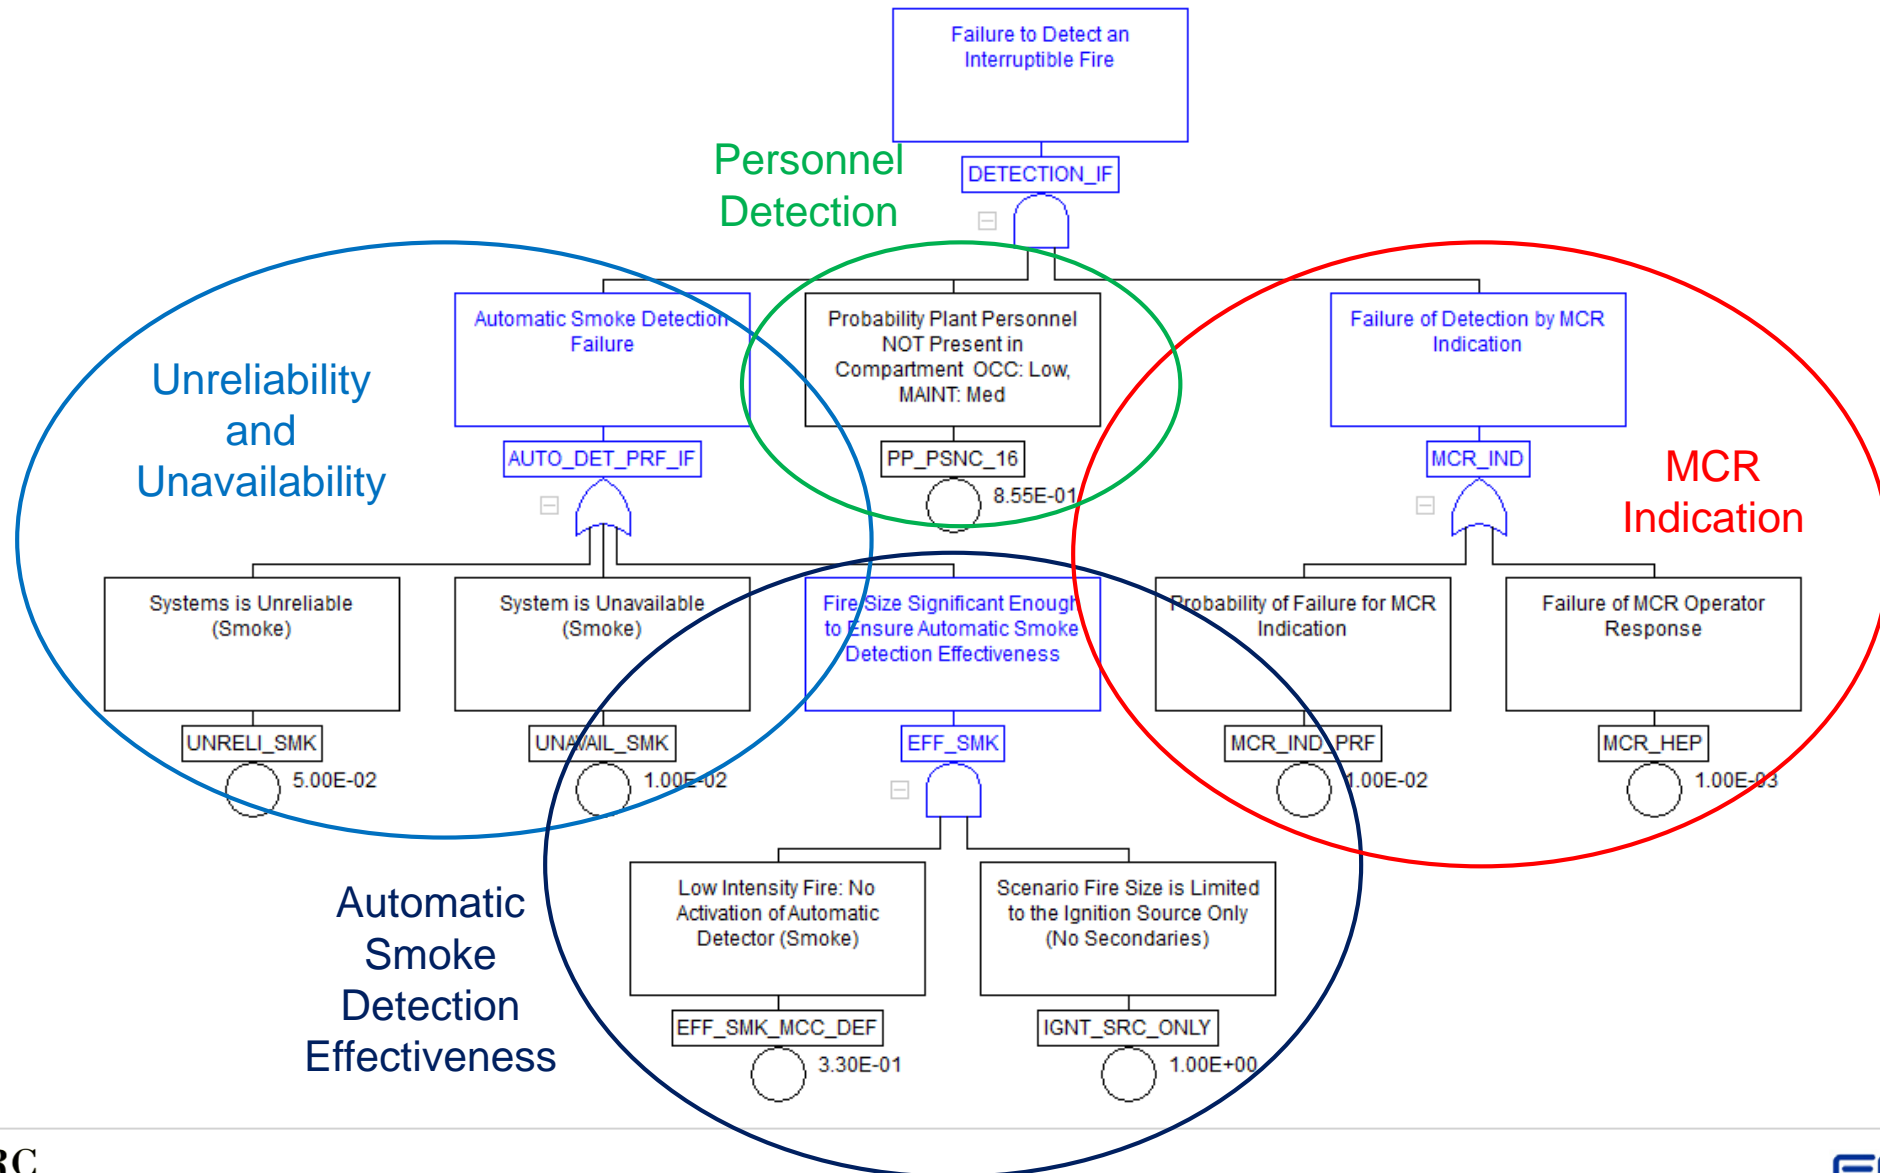 Failure to Detect an
Interruptible Fire
DETECTION_IF
Personnel
Detection
Automatic Smoke Detection
Failure
AUTO_DET_PRF_IF
Probability Plant Personnel
NOT Present in
Compartment OCC: Low,
MAINT: Med
PP_PSNC_16
8.55E-01
Failure of Detection by MCR
Indication
MCR_IND
Unreliability
and
Unavailability
MCR
Indication
Systems is Unreliable
(Smoke)
UNRELI_SMK
5.00E-02
System is Unavailable
(Smoke)
UNAVAIL_SMK
1.00E-02
Fire Size Significant Enough
to Ensure Automatic Smoke
Detection Effectiveness
EFF_SMK
Probability of Failure for MCR
Indication
MCR_IND_PRF
1.00E-02
Failure of MCR Operator
Response
MCR_HEP
1.00E-03
Automatic
Smoke
Detection
Effectiveness
Low Intensity Fire: No
Activation of Automatic
Detector (Smoke)
EFF_SMK_MCC_DEF
3.30E-01
Scenario Fire Size is Limited
to the Ignition Source Only
(No Secondaries)
IGNT_SRC_ONLY
1.00E+00